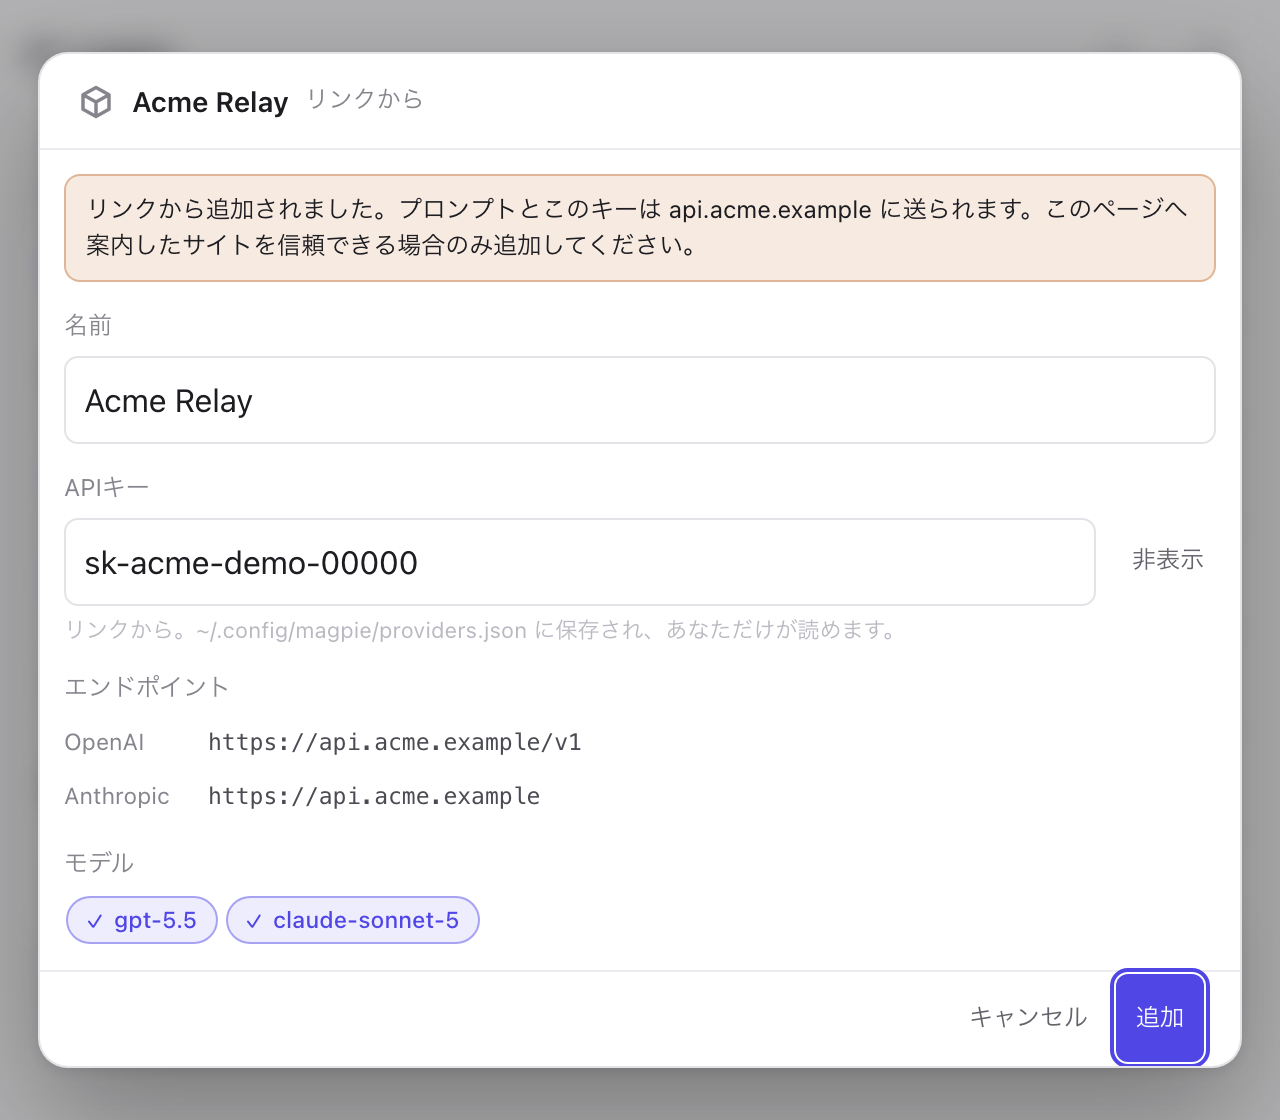 Acme Relay リンクから
リンクから追加されました。プロンプトとこのキーは api.acme.example に送られます。このページへ
案内したサイトを信頼できる場合のみ追加してください。
名前
Acme Relay
APIキー
sk-acme-demo-00000 非表示
リンクから。~/.config/magpie/providers.json に保存され、あなただけが読めます。
エンドポイント
OpenAI https://api.acme.example/v1
Anthropic https://api.acme.example
モデル
✓ gpt-5.5 ✓ claude-sonnet-5
キャンセル 追加